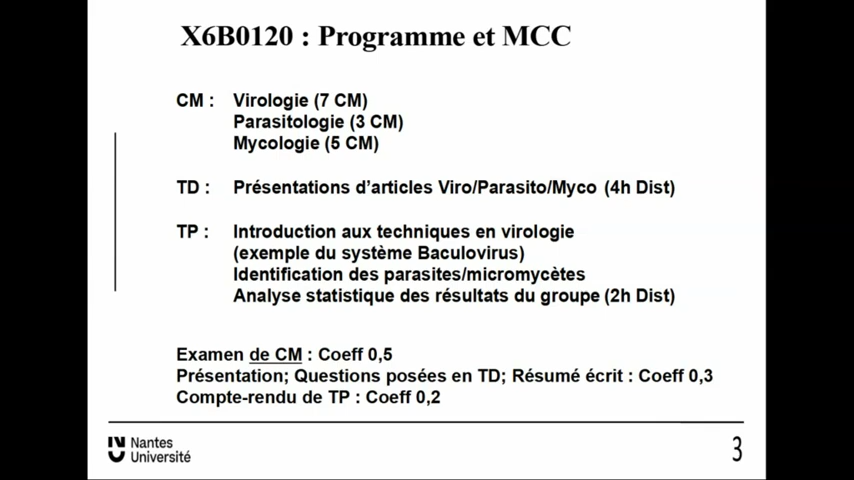 X6B0120 : Programme et MCC
CM : Virologie (7 CM)
Parasitologie (3 CM)
Mycologie (5 CM)
TD : Présentations d'articles Viro/Parasito/Myco (4h Dist)
TP : Introduction aux techniques en virologie
(exemple du système Baculovirus)
Identification des parasites/micromycètes
Analyse statistique des résultats du groupe (2h Dist)
Examen de CM : Coeff 0,5
Présentation; Questions posées en TD; Résumé écrit : Coeff 0,3
Compte-rendu de TP : Coeff 0,2
Nantes
Université
3